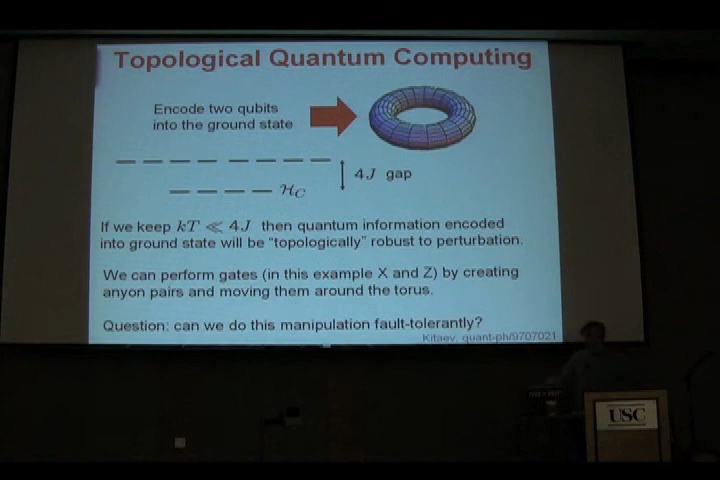 Topological Quantum Computing
Encode two qubits
into the ground state
4J gap
ℋC
If we keep kT ≪ 4J then quantum information encoded
into ground state will be "topologically" robust to perturbation.
We can perform gates (in this example X and Z) by creating
anyon pairs and moving them around the torus.
Question: can we do this manipulation fault-tolerantly?
Kitaev, quant-ph/9707021
USC